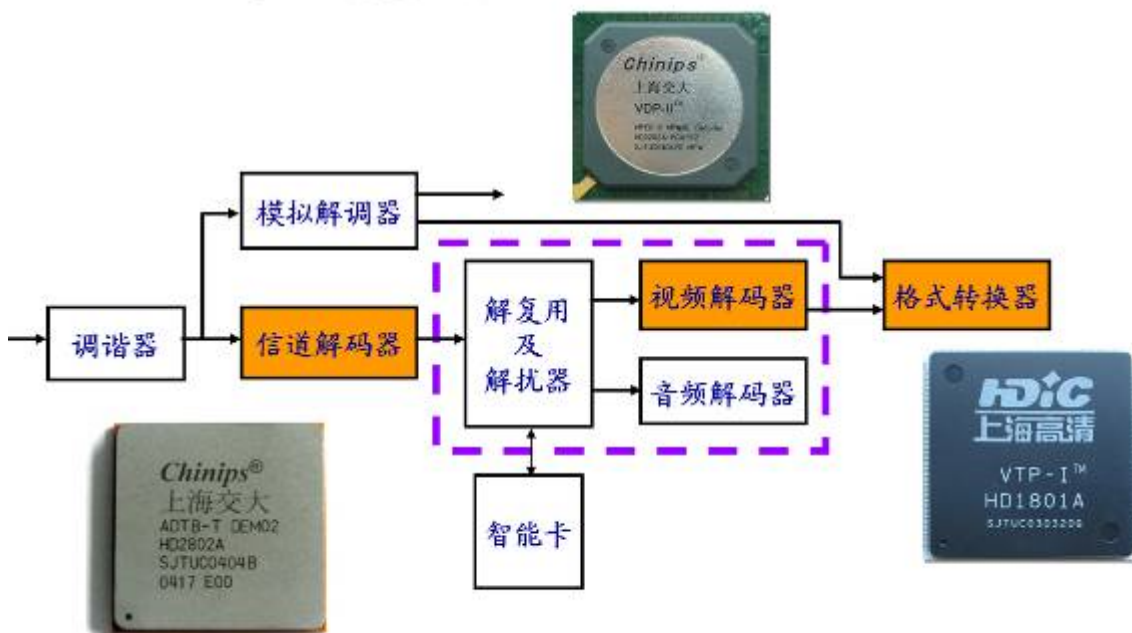 Chinips
上海交大
VDP-II™
模拟解调器
调谐器
信道解码器
解复用
及
解扰器
视频解码器
音频解码器
格式转换器
智能卡
Chinips®
上海交大
ADTB-T DEMO2
HD2802A
SJTUC0404B
0417 E00
HDIC
上海高清
VTP-I™
HD1801A
SJTUC0303206